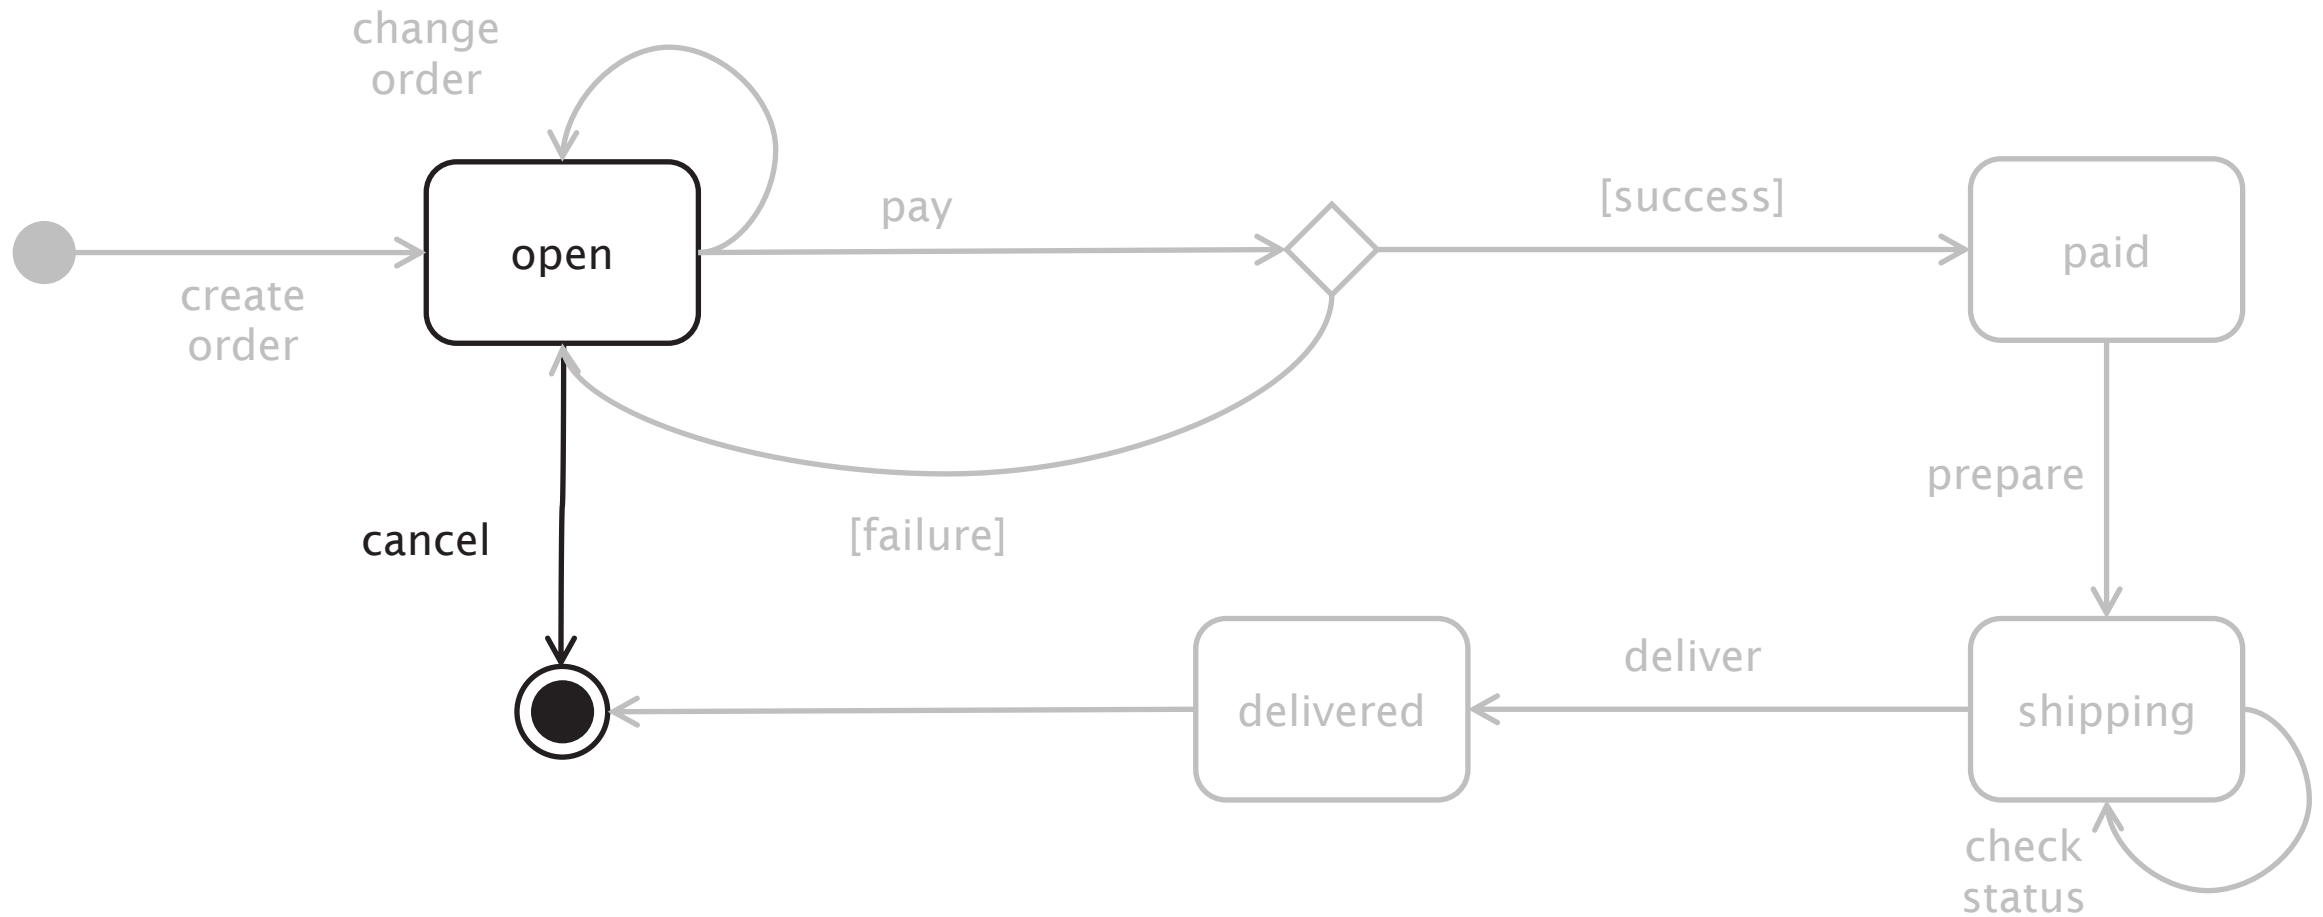 change
order
pay
[success]
open
paid
create
order
prepare
cancel
[failure]
deliver
delivered
shipping
check
status